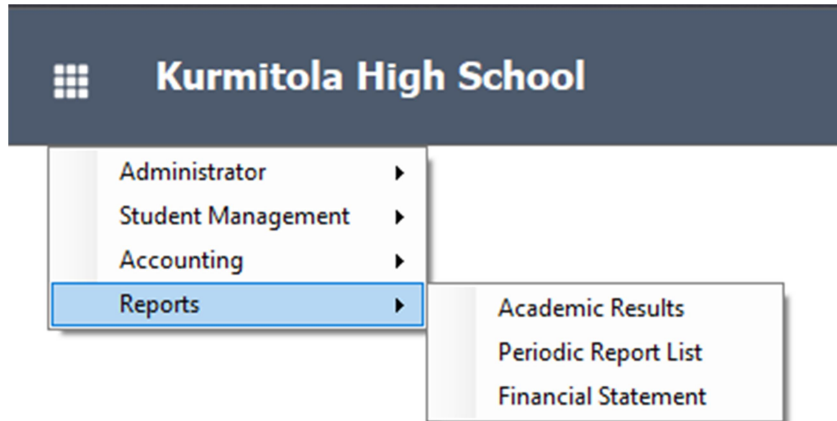 Kurmitola High School
Administrator
Student Management
Accounting
Reports
Academic Results
Periodic Report List
Financial Statement